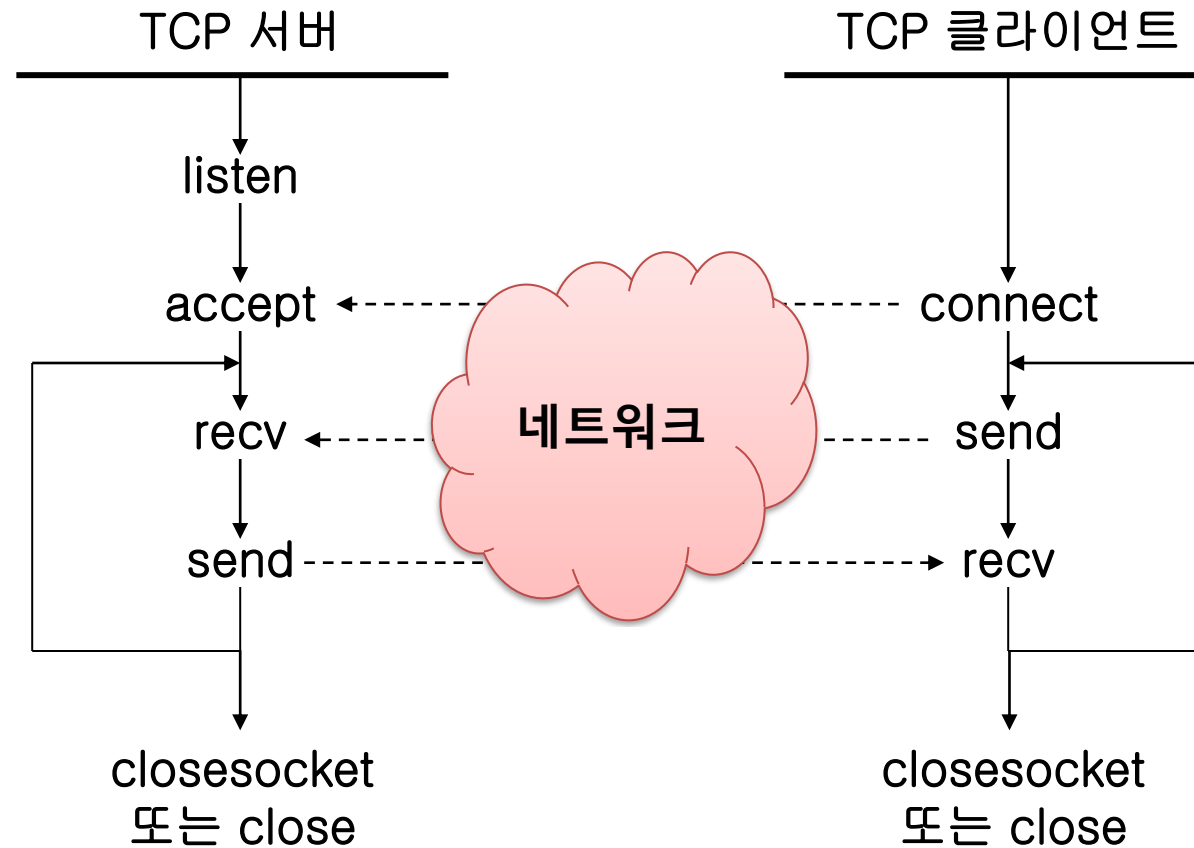 TCP 서버
TCP 클라이언트
listen
accept
connect
recv
네트워크
send
send
recv
closesocket
또는 close
closesocket
또는 close